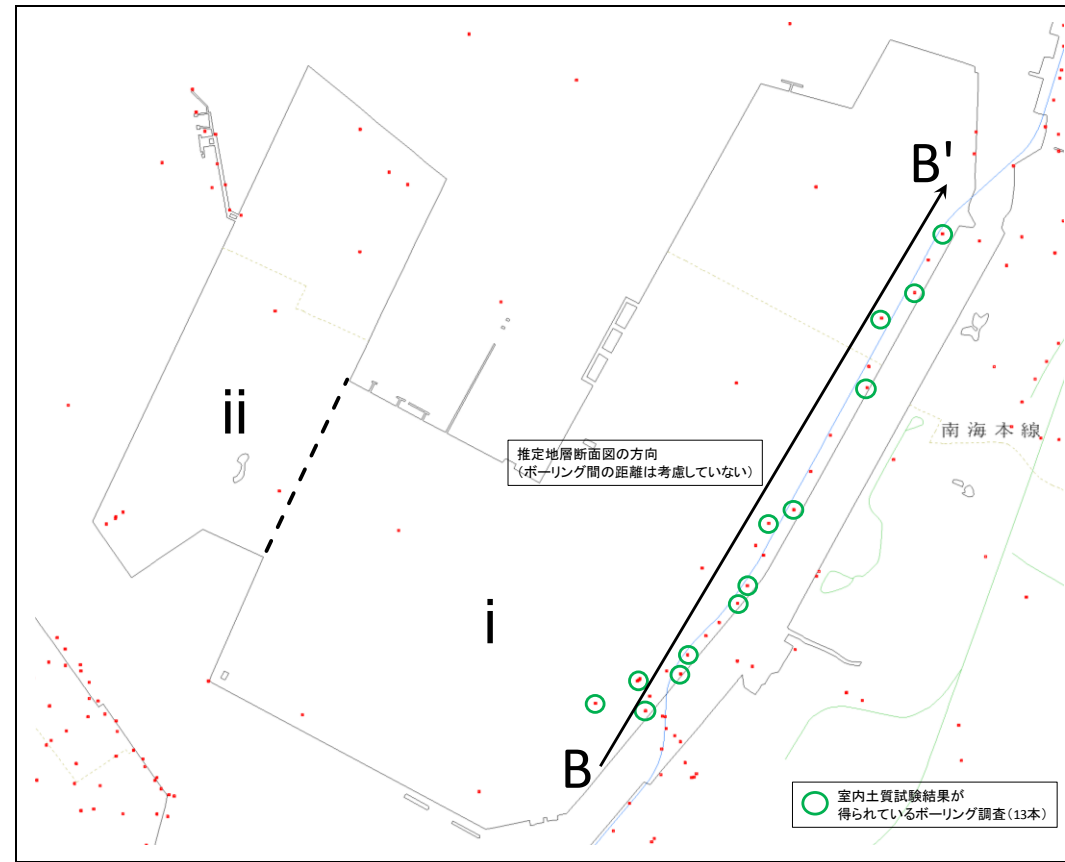 B'
ii
南海本線
推定地層断面図の方向
(ボーリング間の距離は考慮していない)
i
B
室内土質試験結果が
得られているボーリング調査(13本)